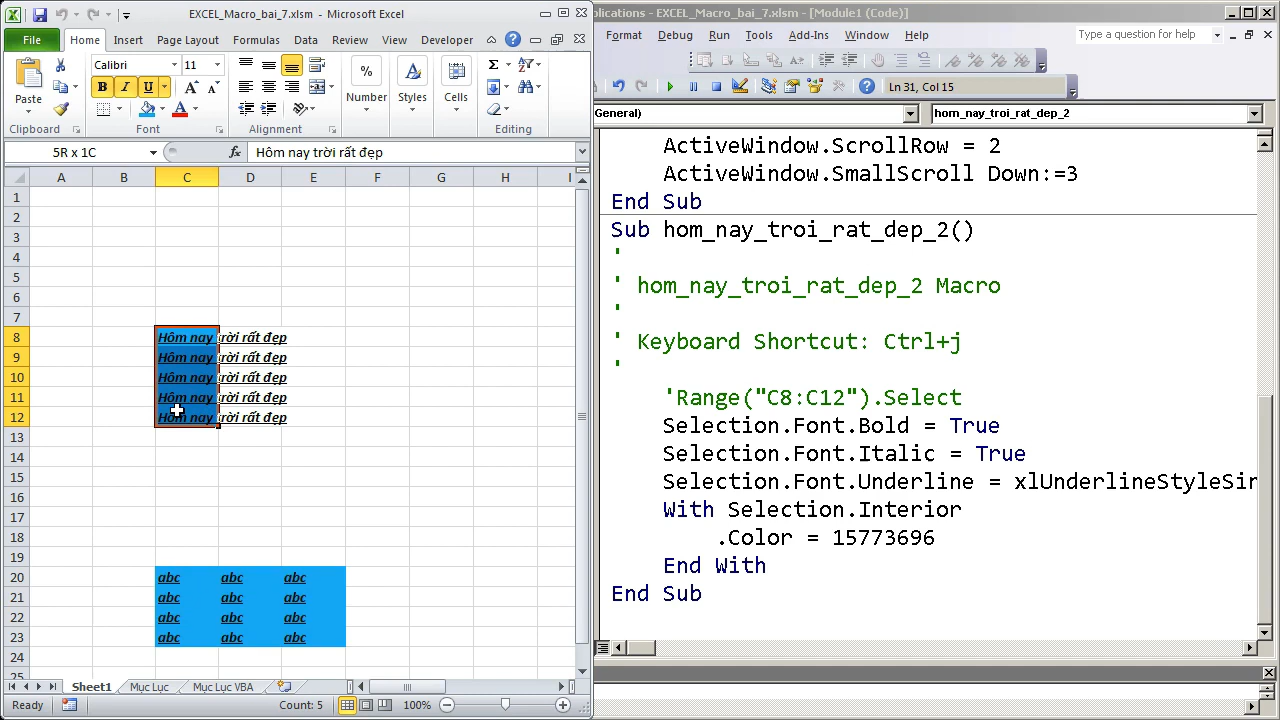 EXCEL_Macro_bai_7.xlsm - Microsoft Excel
File Home Insert Page Layout Formulas Data Review View Developer
Calibri 11
Paste
B I U A A
Number
Styles
Cells
Clipboard Font Alignment Editing
5R x 1C fx Hôm nay trời rất đẹp
A B C D E F G H I
1
2
3
4
5
6
7
8 Hôm nay trời rất đẹp
9 Hôm nay trời rất đẹp
10 Hôm nay trời rất đẹp
11 Hôm nay trời rất đẹp
12 Hôm nay trời rất đẹp
13
14
15
16
17
18
19
20 abc abc abc
21 abc abc abc
22 abc abc abc
23 abc abc abc
24
25
Sheet1 Mục Lục Mục Lục VBA
Ready Count: 5 100%
plications - EXCEL_Macro_bai_7.xlsm - [Module1 (Code)]
Format Debug Run Tools Add-Ins Window Help Type a question for help
Ln 31, Col 15
General) hom_nay_troi_rat_dep_2
ActiveWindow.ScrollRow = 2
ActiveWindow.SmallScroll Down:=3
End Sub
Sub hom_nay_troi_rat_dep_2()
'
' hom_nay_troi_rat_dep_2 Macro
'
' Keyboard Shortcut: Ctrl+j
'
'Range("C8:C12").Select
Selection.Font.Bold = True
Selection.Font.Italic = True
Selection.Font.Underline = xlUnderlineStyleSin
With Selection.Interior
.Color = 15773696
End With
End Sub